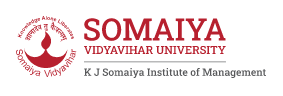 Knowledge Alone Liberates
Somaiya Vidyavihar
SOMAIYA
VIDYAVIHAR UNIVERSITY
K J Somaiya Institute of Management